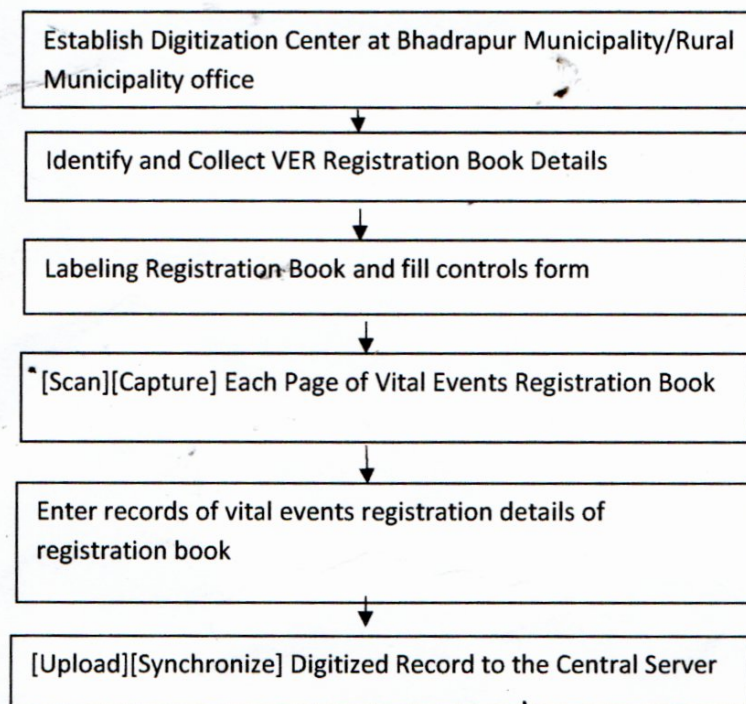 Establish Digitization Center at Bhadrapur Municipality/Rural
Municipality office
Identify and Collect VER Registration Book Details
Labeling Registration Book and fill controls form
[Scan][Capture] Each Page of Vital Events Registration Book
Enter records of vital events registration details of
registration book
[Upload][Synchronize] Digitized Record to the Central Server